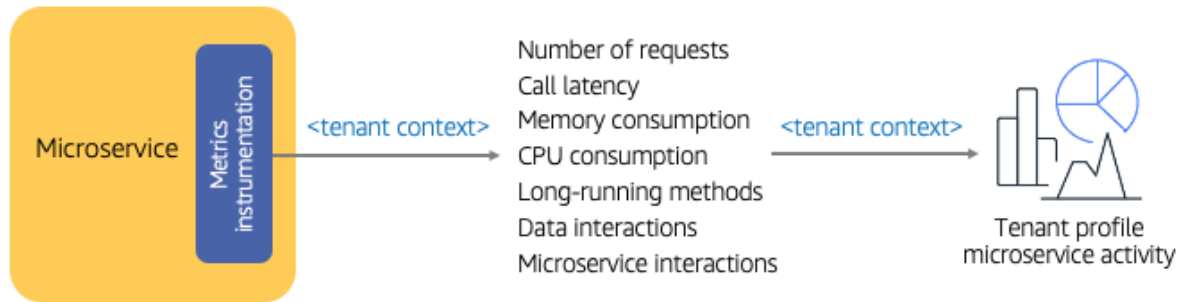 Microservice
Metrics
instrumentation
<tenant context>
Number of requests
Call latency
Memory consumption
CPU consumption
Long-running methods
Data interactions
Microservice interactions
<tenant context>
Tenant profile
microservice activity